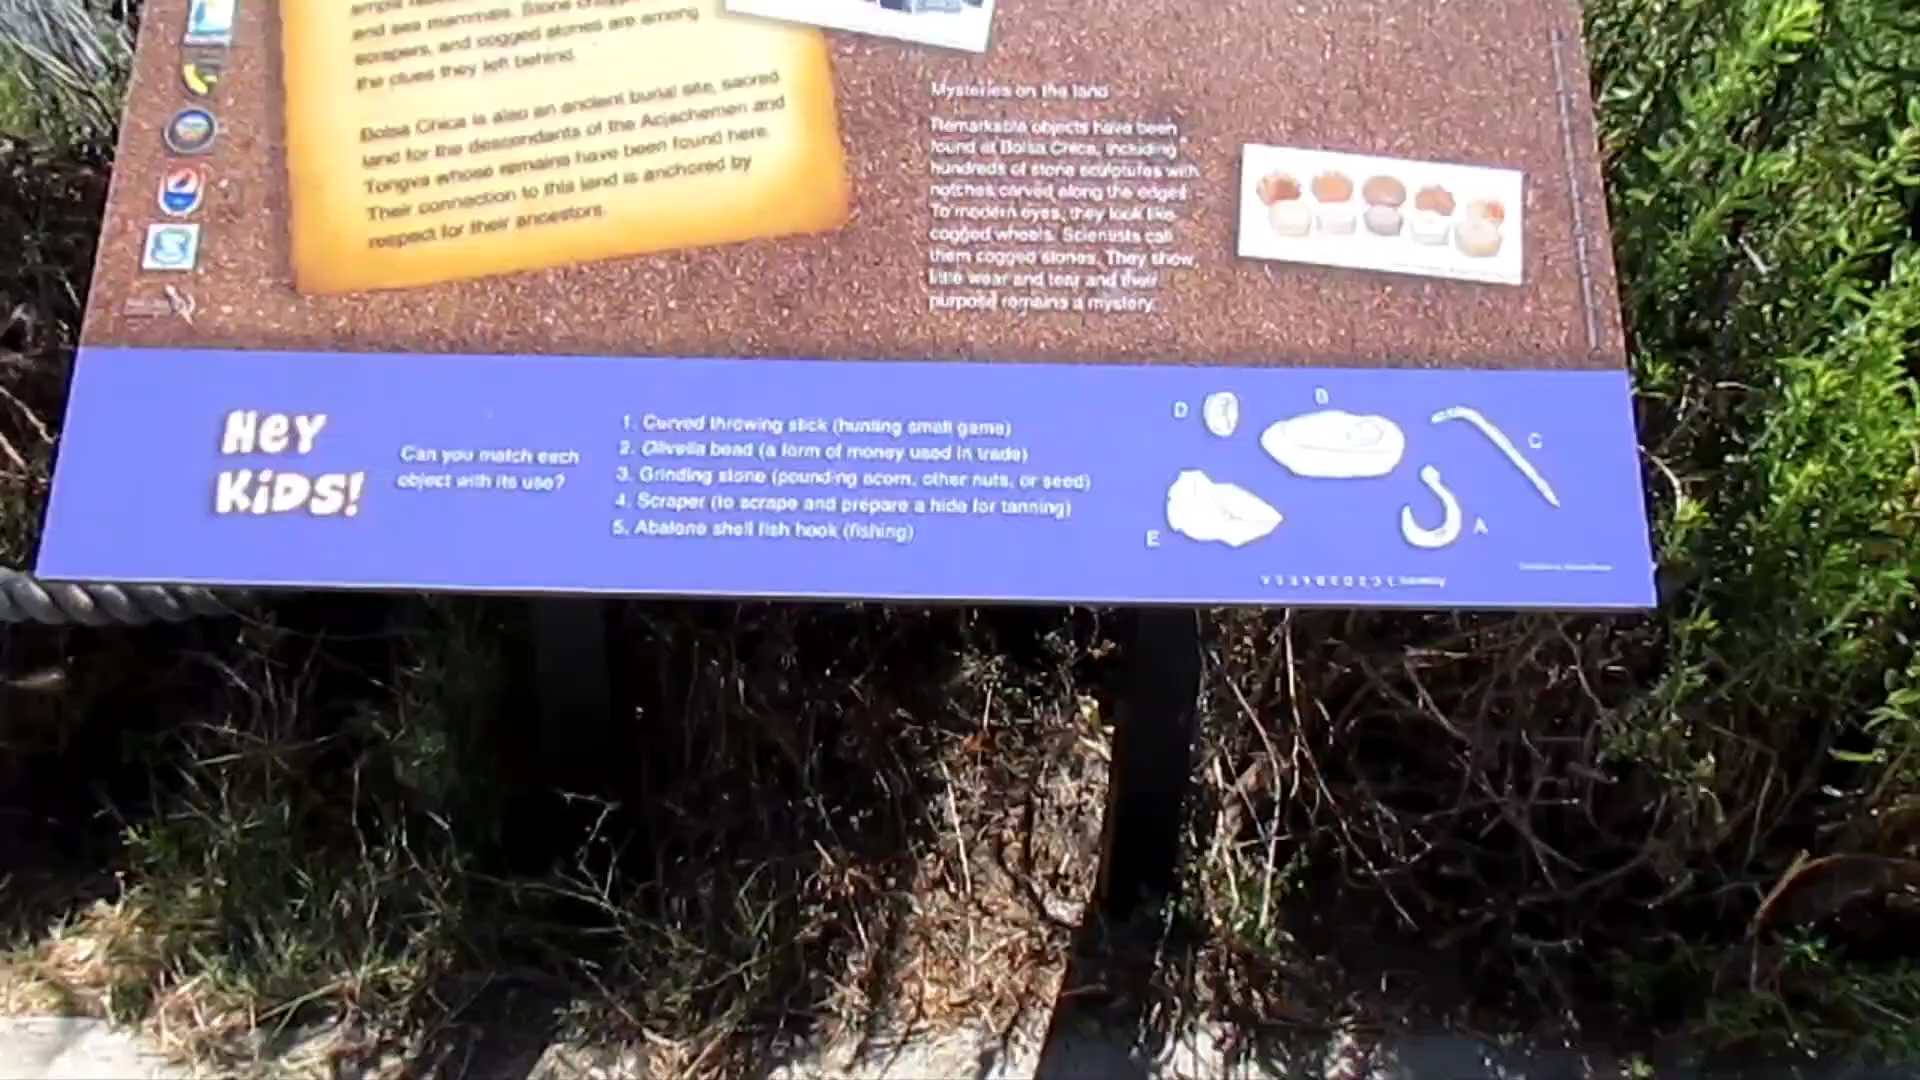 and sea mammals. Stone
scrapers, and cogged stones are among
the clues they left behind.
Bolsa Chica is also an ancient burial site, sacred
land for the descendants of the Acjachemen and
Tongva whose remains have been found here.
Their connection to this land is anchored by
respect for their ancestors.
Mysteries on the land
Remarkable objects have been
found at Bolsa Chica, including
hundreds of stone sculptures with
notches carved along the edges.
To modern eyes, they look like
cogged wheels. Scientists call
them cogged stones. They show
little wear and tear and their
purpose remains a mystery.
HEY
KiDS!
Can you match each
object with its use?
1. Curved throwing stick (hunting small game)
2. Olivella bead (a form of money used in trade)
3. Grinding stone (pounding acorn, other nuts, or seed)
4. Scraper (to scrape and prepare a hide for tanning)
5. Abalone shell fish hook (fishing)
D
B
C
E
A